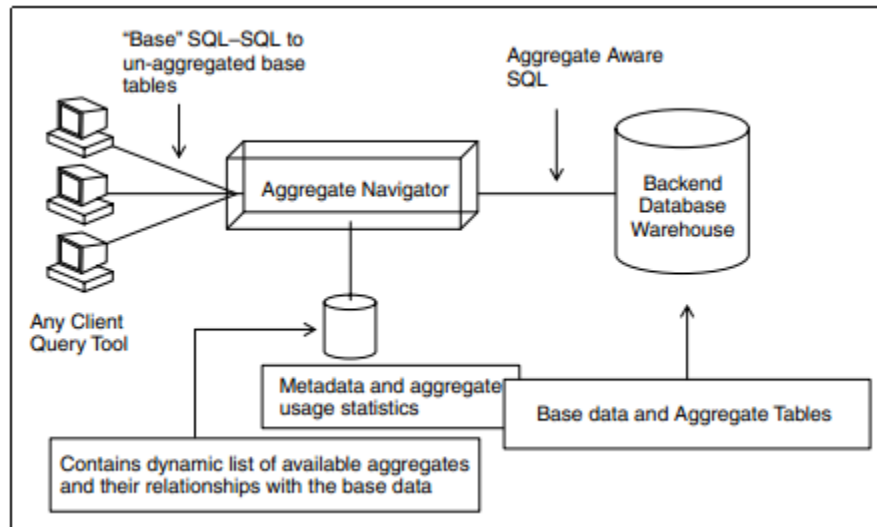 “Base” SQL–SQL to
un-aggregated base
tables
Aggregate Aware
SQL
Aggregate Navigator
Backend
Database
Warehouse
Any Client
Query Tool
Metadata and aggregate
usage statistics
Base data and Aggregate Tables
Contains dynamic list of available aggregates
and their relationships with the base data